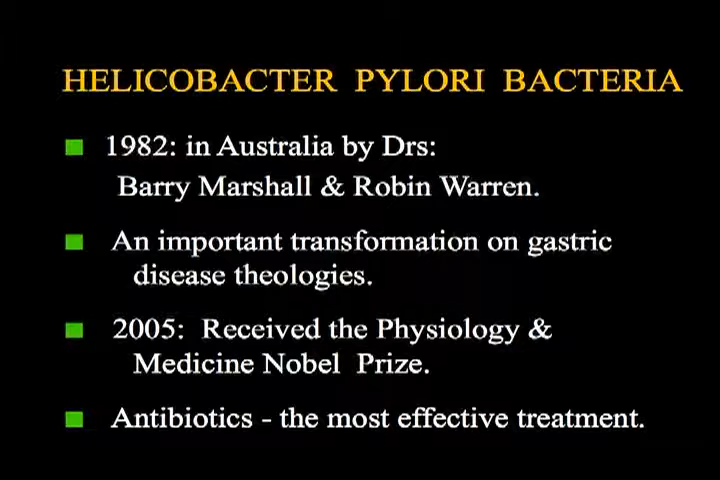 HELICOBACTER PYLORI BACTERIA
1982: in Australia by Drs:
Barry Marshall & Robin Warren.
An important transformation on gastric
disease theologies.
2005: Received the Physiology &
Medicine Nobel Prize.
Antibiotics - the most effective treatment.